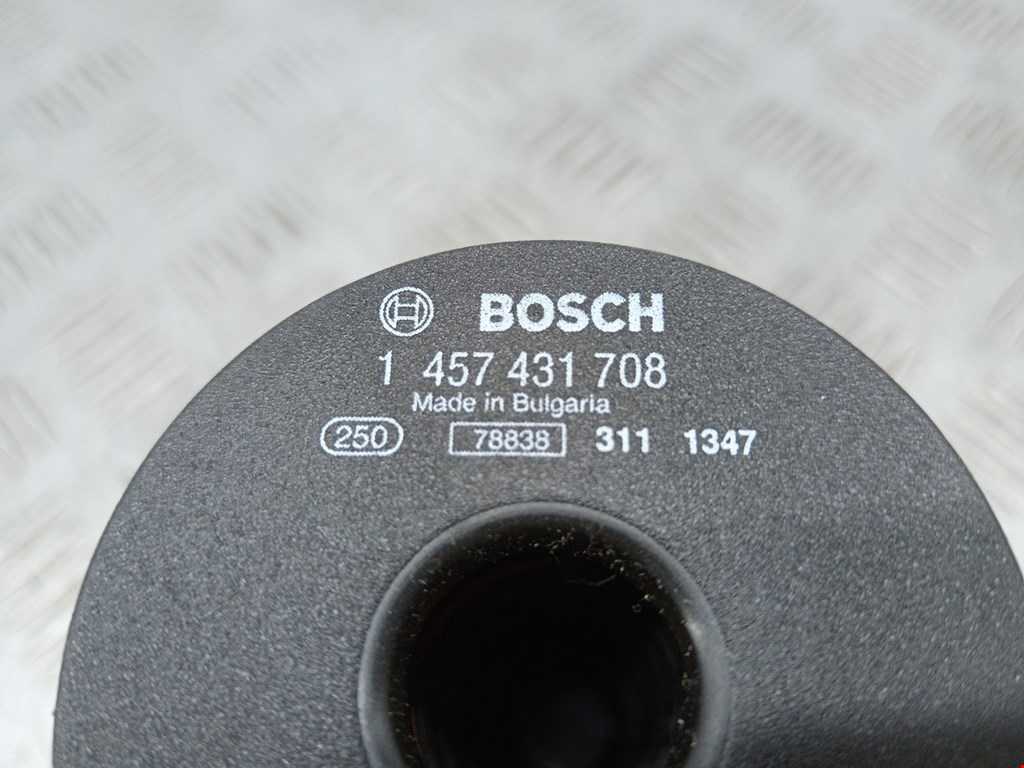 BOSCH
1 457 431 708
Made in Bulgaria
250 78838 311 1347